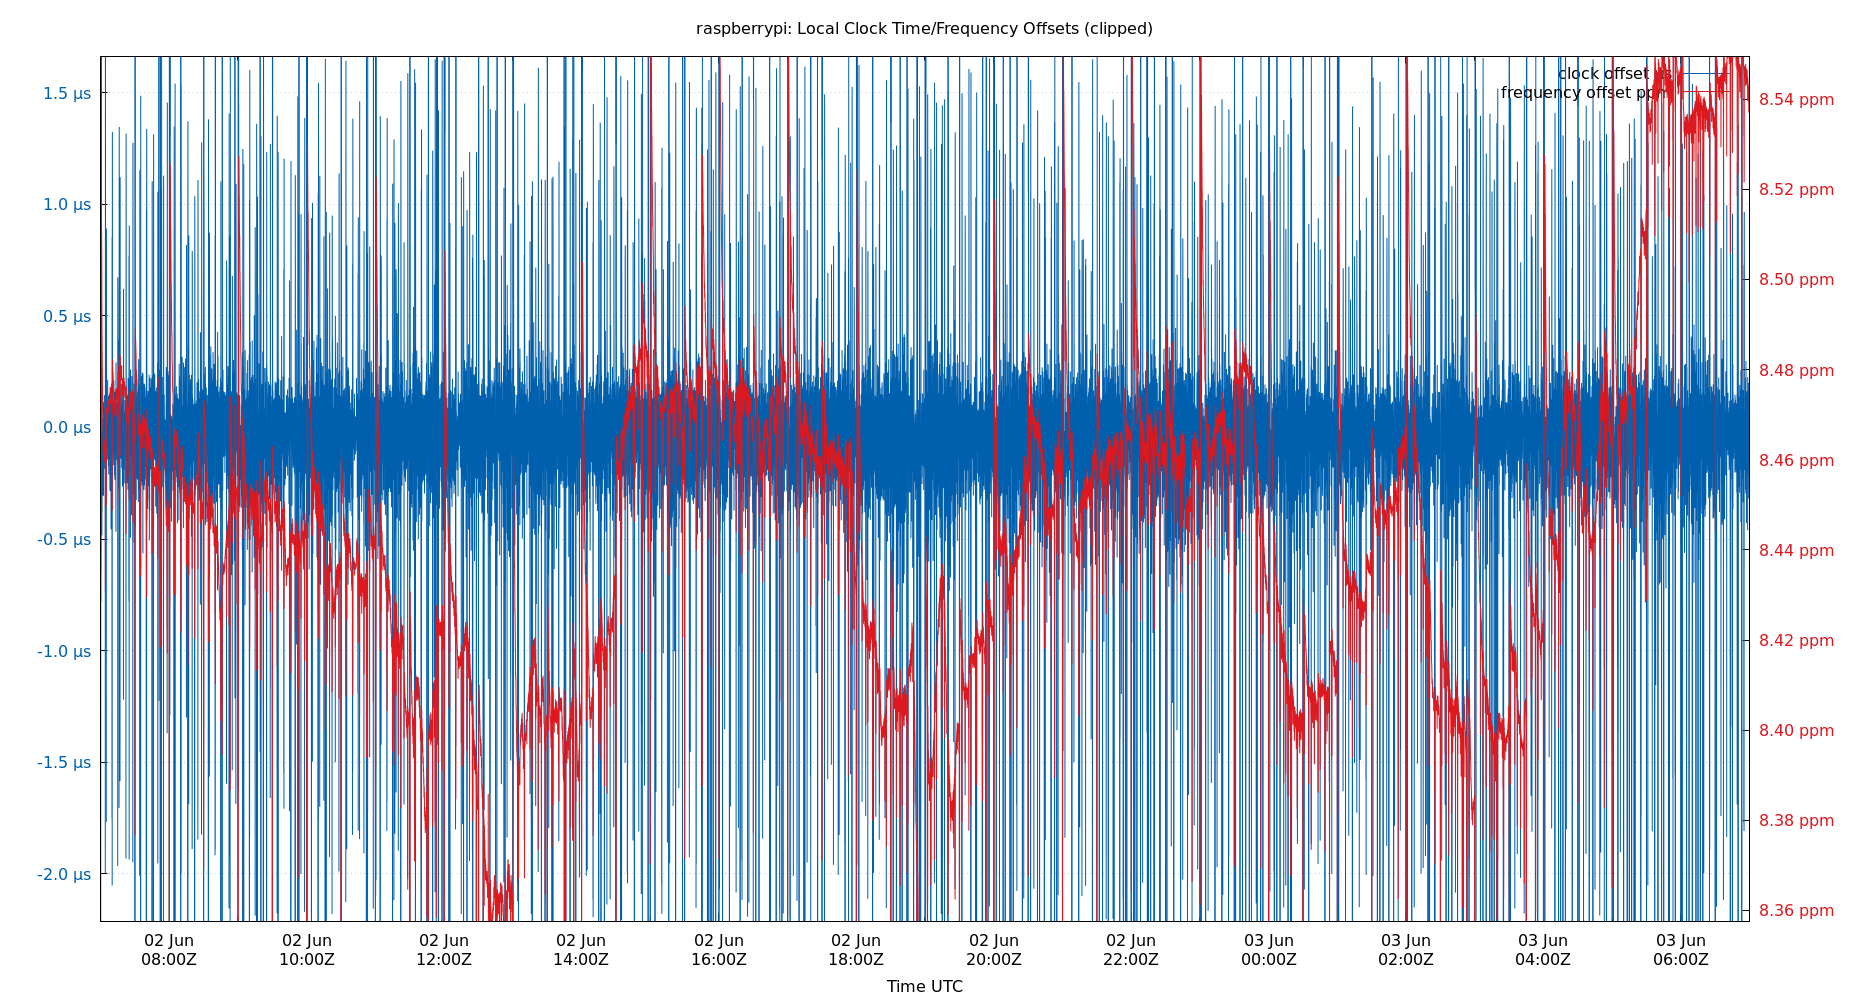 raspberrypi: Local Clock Time/Frequency Offsets (clipped)
clock offset
frequency offset ppm
1.5 µs
1.0 µs
0.5 µs
0.0 µs
-0.5 µs
-1.0 µs
-1.5 µs
-2.0 µs
8.54 ppm
8.52 ppm
8.50 ppm
8.48 ppm
8.46 ppm
8.44 ppm
8.42 ppm
8.40 ppm
8.38 ppm
8.36 ppm
02 Jun 02 Jun 02 Jun 02 Jun 02 Jun 02 Jun 02 Jun 02 Jun 03 Jun 03 Jun 03 Jun 03 Jun
08:00Z 10:00Z 12:00Z 14:00Z 16:00Z 18:00Z 20:00Z 22:00Z 00:00Z 02:00Z 04:00Z 06:00Z
Time UTC